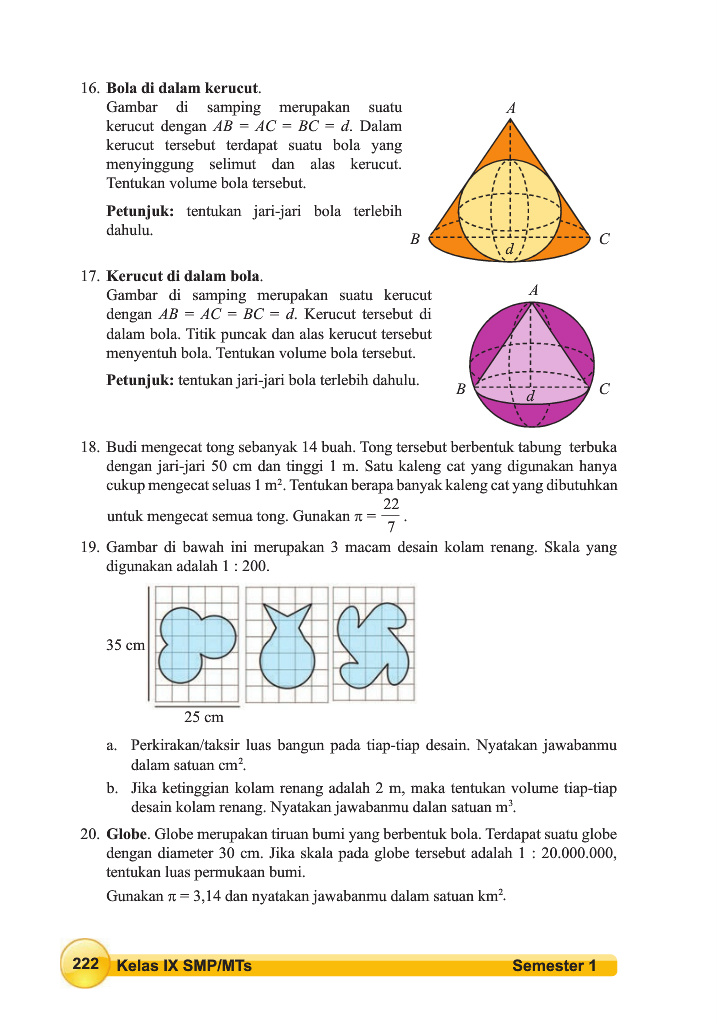 16. Bola di dalam kerucut.
Gambar di samping merupakan suatu
kerucut dengan AB = AC = BC = d. Dalam
kerucut tersebut terdapat suatu bola yang
menyinggung selimut dan alas kerucut.
Tentukan volume bola tersebut.
Petunjuk: tentukan jari-jari bola terlebih
dahulu.
A
B
C
d
17. Kerucut di dalam bola.
Gambar di samping merupakan suatu kerucut
dengan AB = AC = BC = d. Kerucut tersebut di
dalam bola. Titik puncak dan alas kerucut tersebut
menyentuh bola. Tentukan volume bola tersebut.
Petunjuk: tentukan jari-jari bola terlebih dahulu.
A
B
C
d
18. Budi mengecat tong sebanyak 14 buah. Tong tersebut berbentuk tabung terbuka
dengan jari-jari 50 cm dan tinggi 1 m. Satu kaleng cat yang digunakan hanya
cukup mengecat seluas 1 m². Tentukan berapa banyak kaleng cat yang dibutuhkan
untuk mengecat semua tong. Gunakan π = 22/7.
19. Gambar di bawah ini merupakan 3 macam desain kolam renang. Skala yang
digunakan adalah 1 : 200.
35 cm
25 cm
a. Perkirakan/taksir luas bangun pada tiap-tiap desain. Nyatakan jawabanmu
dalam satuan cm².
b. Jika ketinggian kolam renang adalah 2 m, maka tentukan volume tiap-tiap
desain kolam renang. Nyatakan jawabanmu dalan satuan m³.
20. Globe. Globe merupakan tiruan bumi yang berbentuk bola. Terdapat suatu globe
dengan diameter 30 cm. Jika skala pada globe tersebut adalah 1 : 20.000.000,
tentukan luas permukaan bumi.
Gunakan π = 3,14 dan nyatakan jawabanmu dalam satuan km².
222 Kelas IX SMP/MTs Semester 1